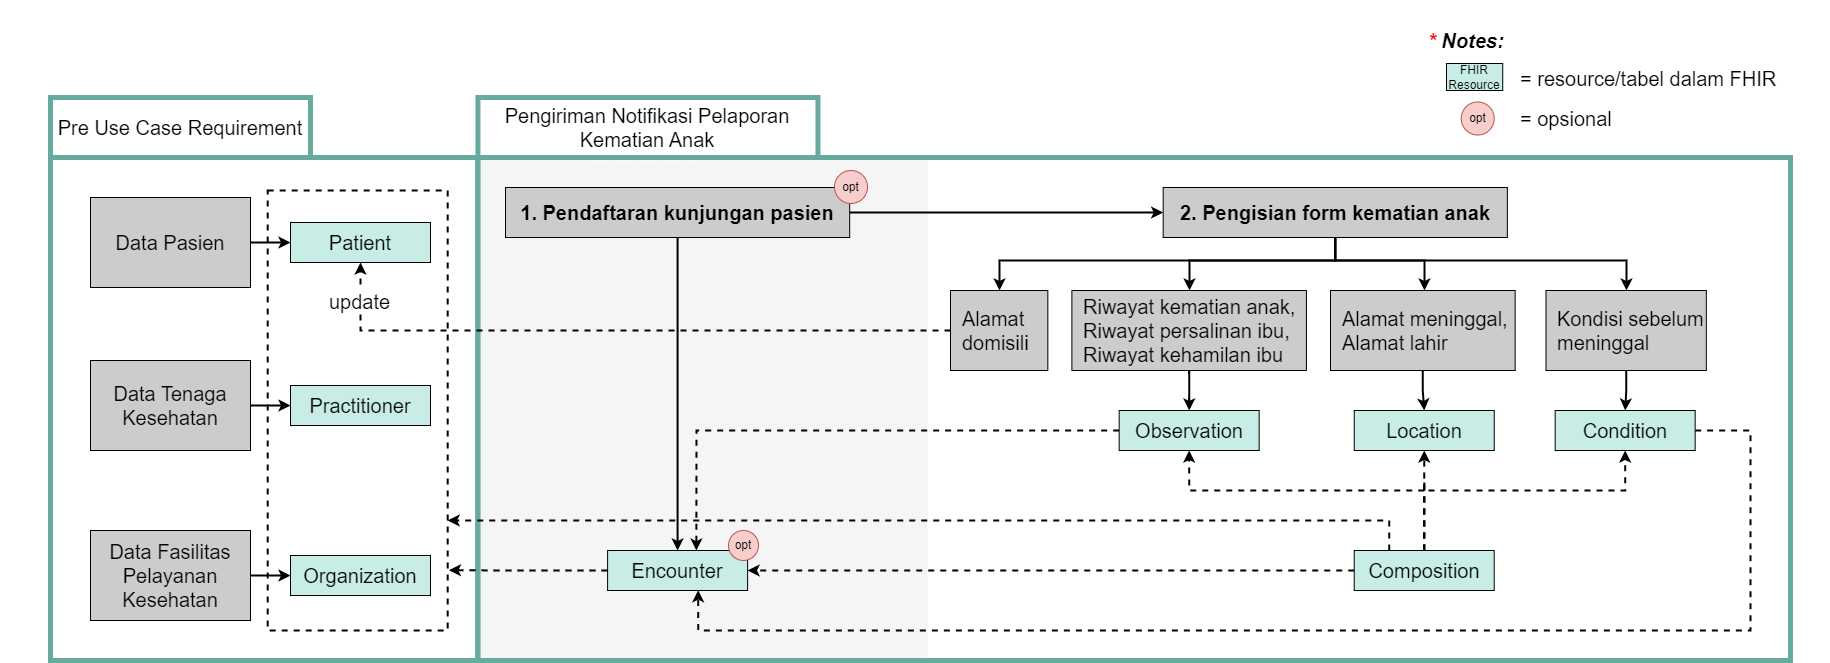 * Notes:
FHIR
Resource
= resource/tabel dalam FHIR
opt
= opsional
Pre Use Case Requirement
Pengiriman Notifikasi Pelaporan
Kematian Anak
Data Pasien
Patient
update
Data Tenaga
Kesehatan
Practitioner
Data Fasilitas
Pelayanan
Kesehatan
Organization
1. Pendaftaran kunjungan pasien
opt
2. Pengisian form kematian anak
Alamat
domisili
Riwayat kematian anak,
Riwayat persalinan ibu,
Riwayat kehamilan ibu
Alamat meninggal,
Alamat lahir
Kondisi sebelum
meninggal
Observation
Location
Condition
Encounter
opt
Composition